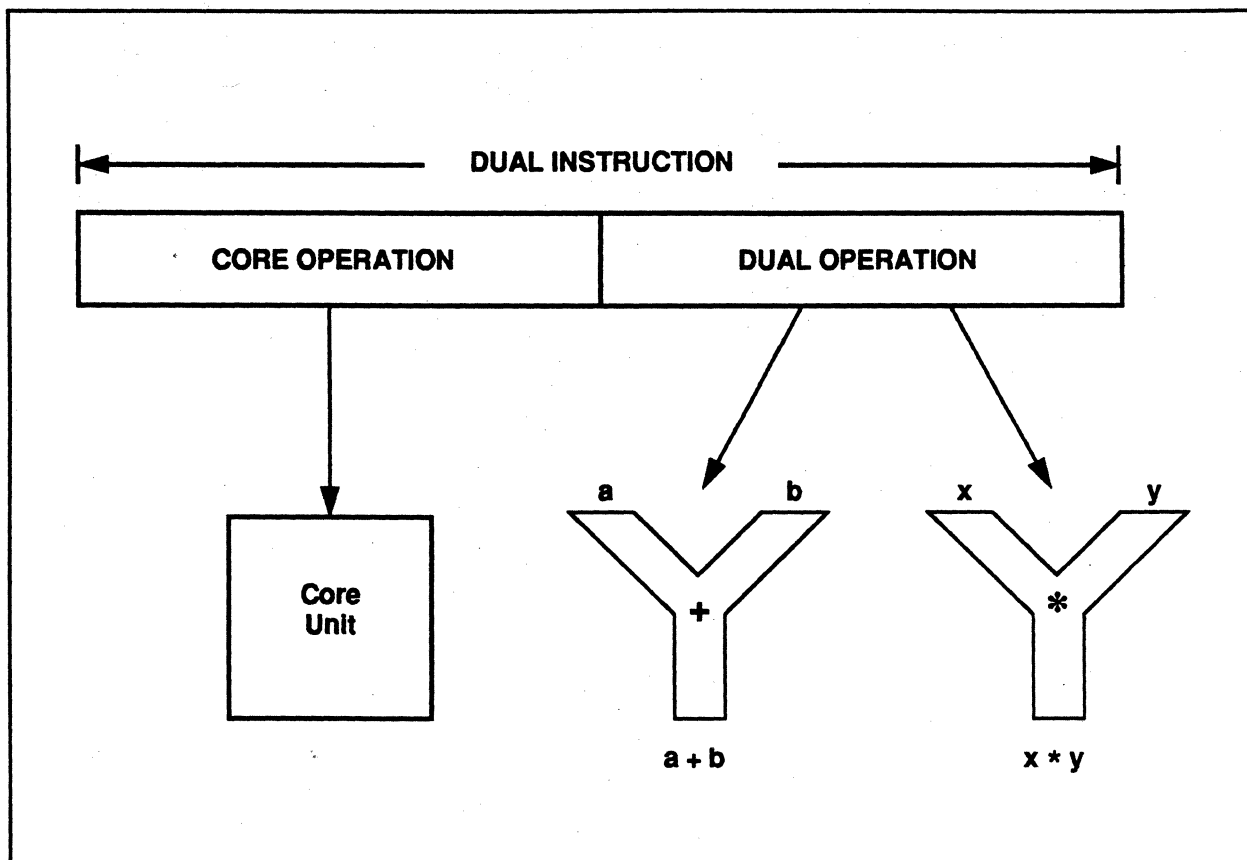 DUAL INSTRUCTION
CORE OPERATION
DUAL OPERATION
a
b
x
y
Core
Unit
+
*
a + b
x * y